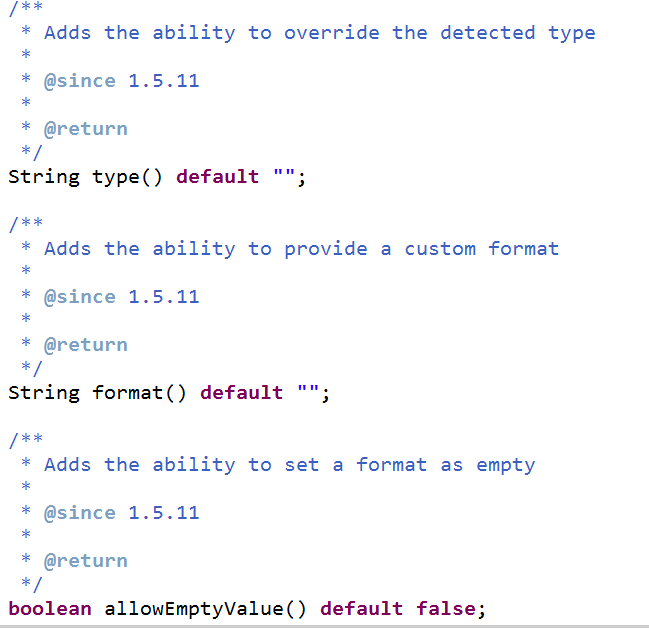 /**
 * Adds the ability to override the detected type
 *
 * @since 1.5.11
 *
 * @return
 */
String type() default "";
/**
 * Adds the ability to provide a custom format
 *
 * @since 1.5.11
 *
 * @return
 */
String format() default "";
/**
 * Adds the ability to set a format as empty
 *
 * @since 1.5.11
 *
 * @return
 */
boolean allowEmptyValue() default false;